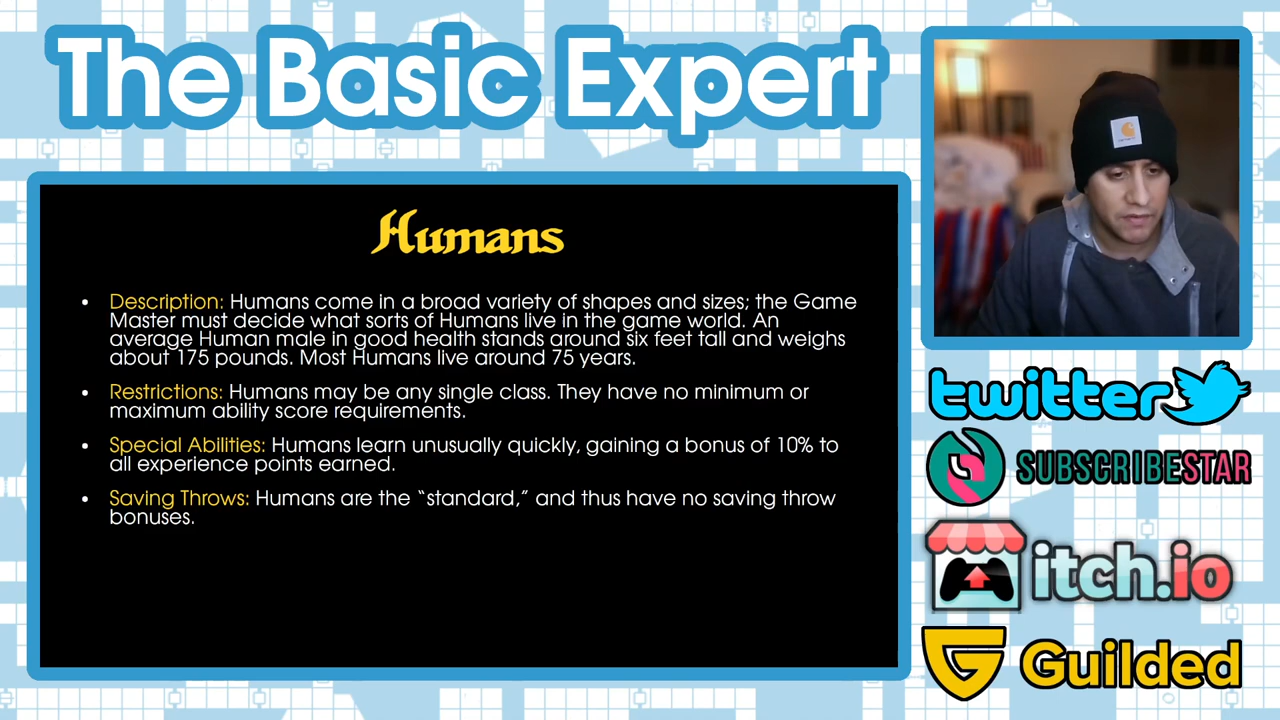 The Basic Expert
Humans
• Description: Humans come in a broad variety of shapes and sizes; the Game
Master must decide what sorts of Humans live in the game world. An
average Human male in good health stands around six feet tall and weighs
about 175 pounds. Most Humans live around 75 years.
• Restrictions: Humans may be any single class. They have no minimum or
maximum ability score requirements.
• Special Abilities: Humans learn unusually quickly, gaining a bonus of 10% to
all experience points earned.
• Saving Throws: Humans are the “standard,” and thus have no saving throw
bonuses.
twitter
SUBSCRIBESTAR
itch.io
Guilded